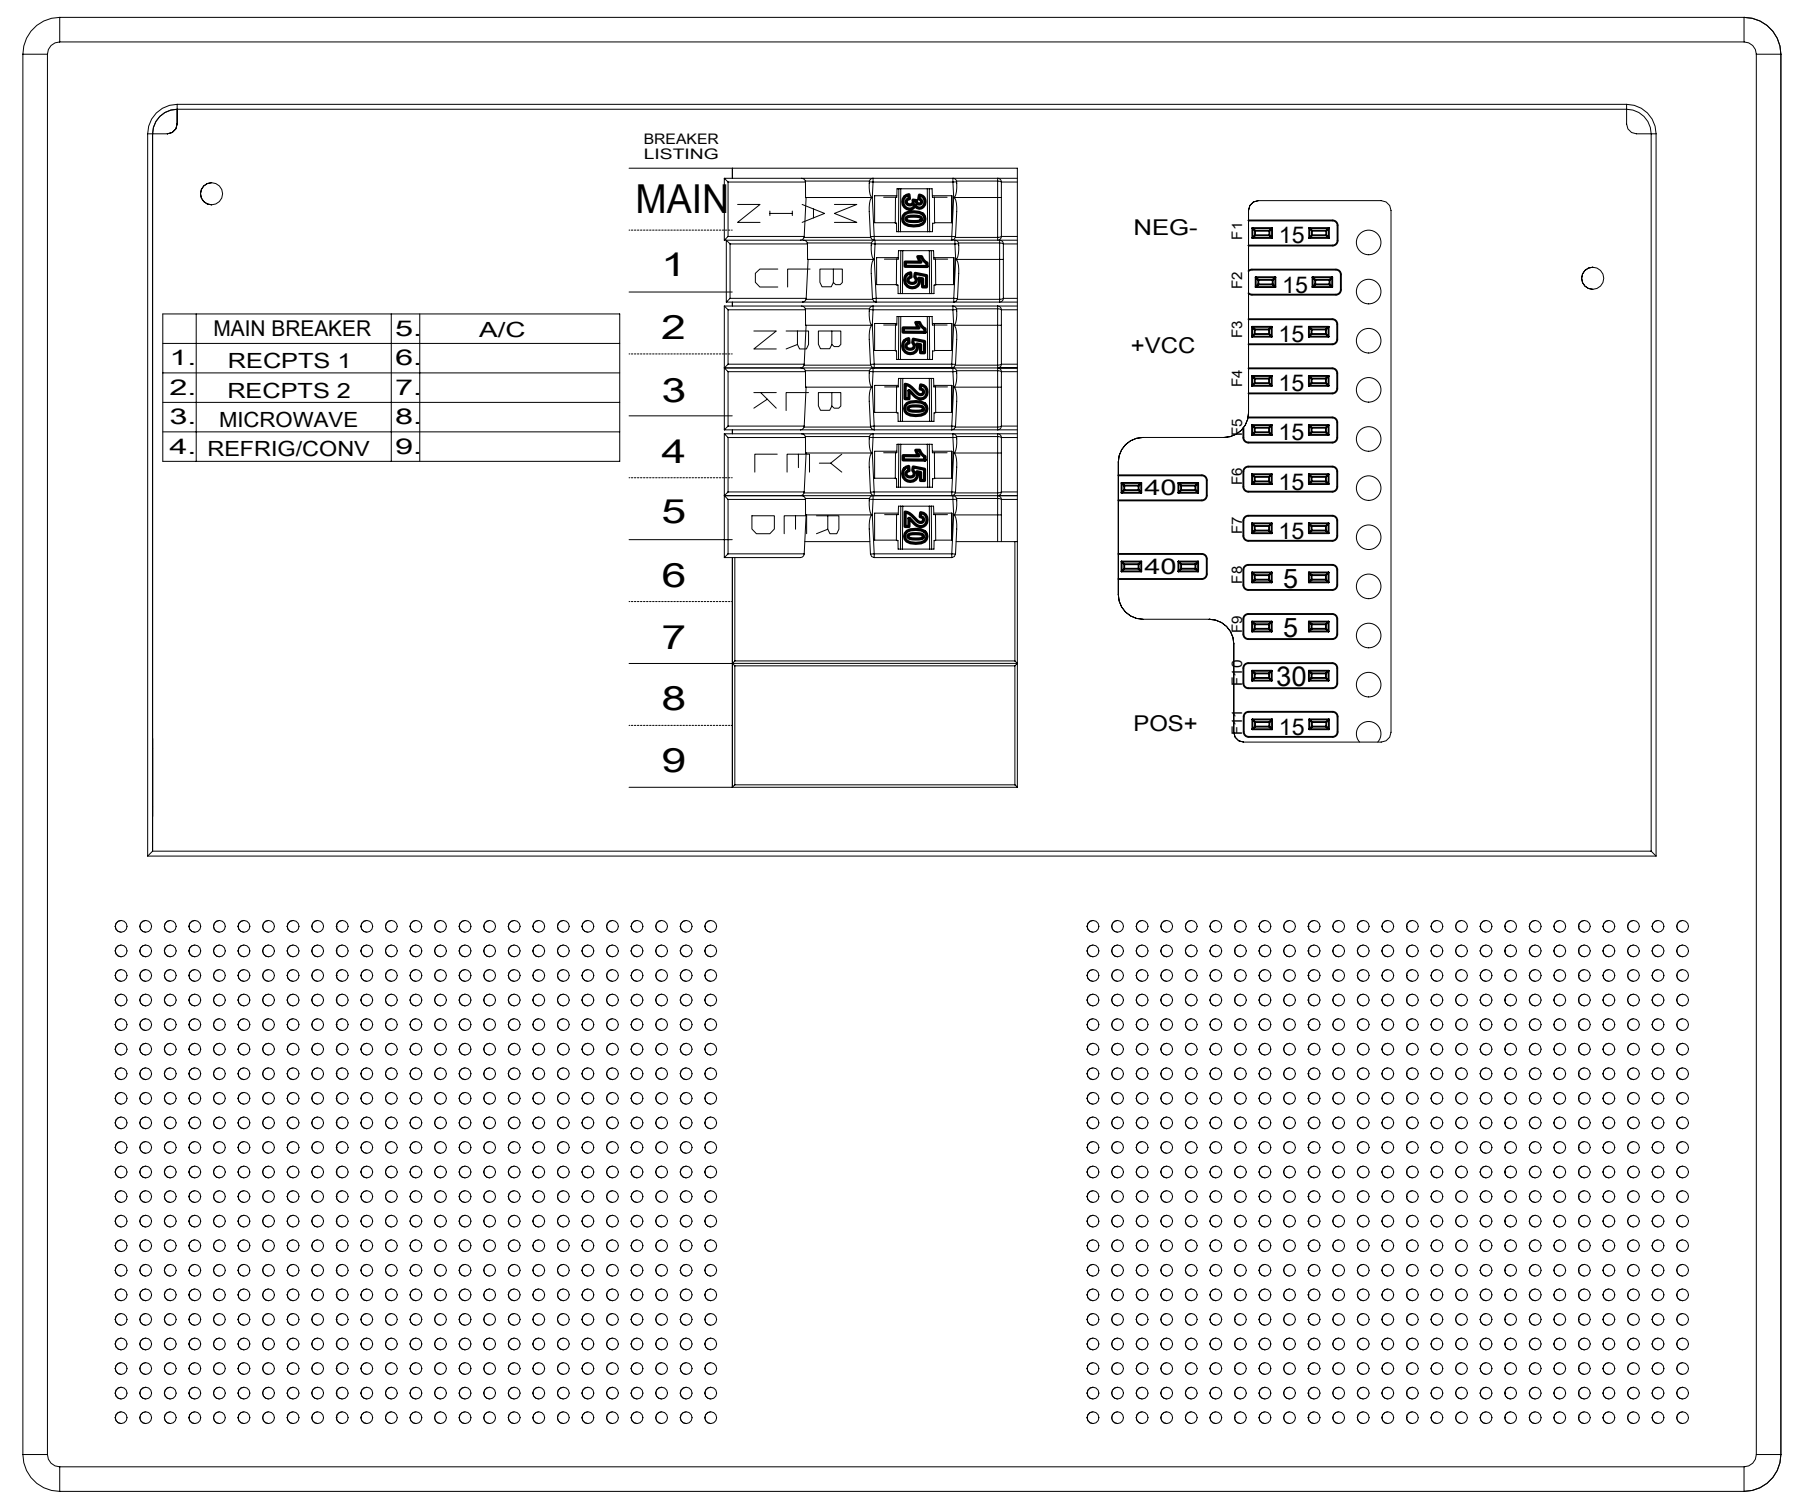 BREAKER
LISTING
MAIN
MAIN 30
1
BLU 15
2
BRN 15
3
BLK 20
4
YEL 15
5
RED 20
6
7
8
9
MAIN BREAKER 5. A/C
1. RECPTS 1 6.
2. RECPTS 2 7.
3. MICROWAVE 8.
4. REFRIG/CONV 9.
NEG-
+VCC
POS+
40
40
F1 15
F2 15
F3 15
F4 15
F5 15
F6 15
F7 15
F8 5
F9 5
F10 30
F11 15